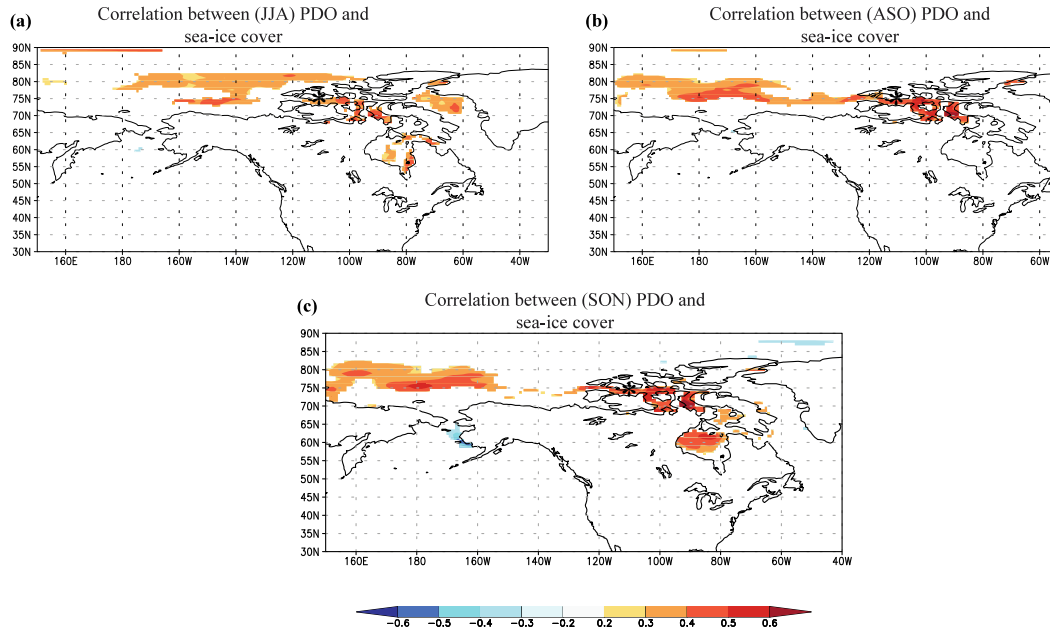 (a)
Correlation between (JJA) PDO and
sea-ice cover
90N
85N
80N
75N
70N
65N
60N
55N
50N
45N
40N
35N
30N
160E 180 160W 140W 120W 100W 80W 60W 40W
(b)
Correlation between (ASO) PDO and
sea-ice cover
90N
85N
80N
75N
70N
65N
60N
55N
50N
45N
40N
35N
30N
160E 180 160W 140W 120W 100W 80W 60W
(c)
Correlation between (SON) PDO and
sea-ice cover
90N
85N
80N
75N
70N
65N
60N
55N
50N
45N
40N
35N
30N
160E 180 160W 140W 120W 100W 80W 60W 40W
-0.6 -0.5 -0.4 -0.3 0.2 0.3 0.4 0.5 0.6